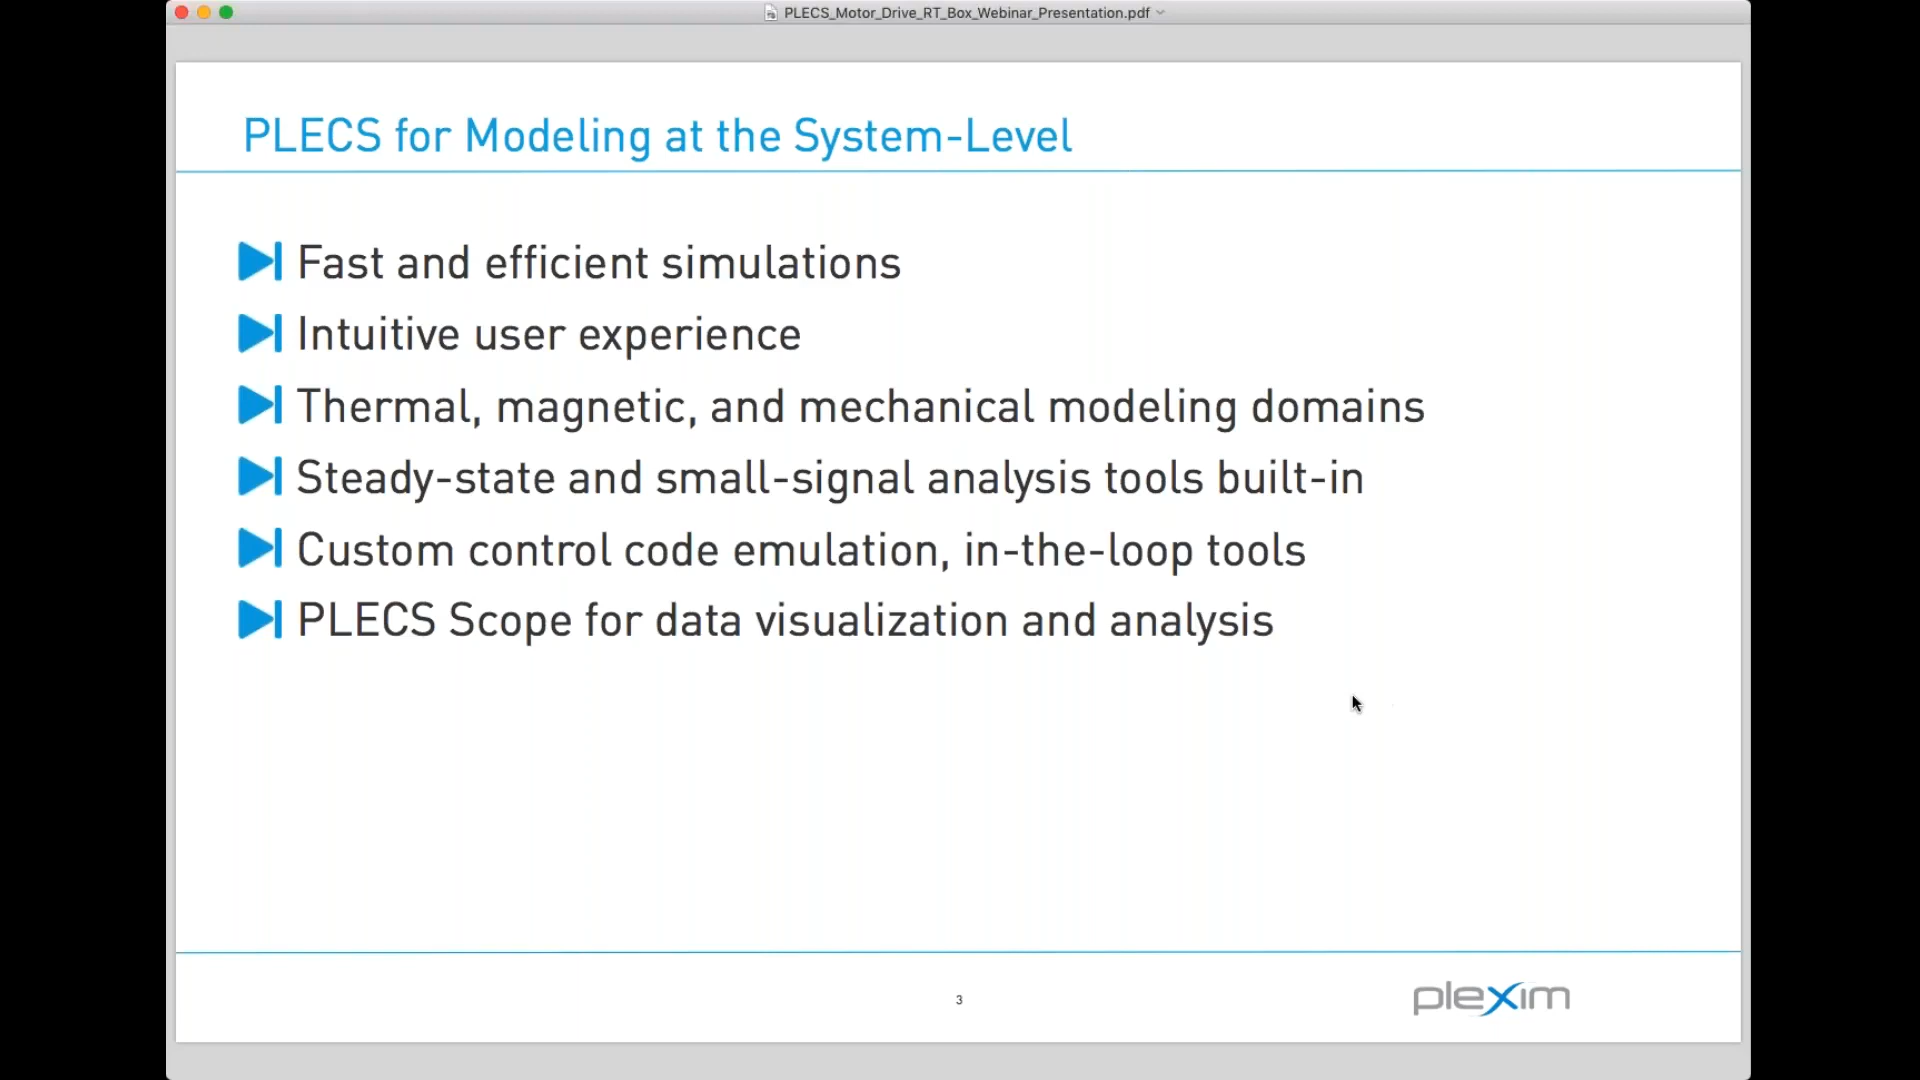 PLECS_Motor_Drive_RT_Box_Webinar_Presentation.pdf
PLECS for Modeling at the System-Level
Fast and efficient simulations
Intuitive user experience
Thermal, magnetic, and mechanical modeling domains
Steady-state and small-signal analysis tools built-in
Custom control code emulation, in-the-loop tools
PLECS Scope for data visualization and analysis
3
plexim